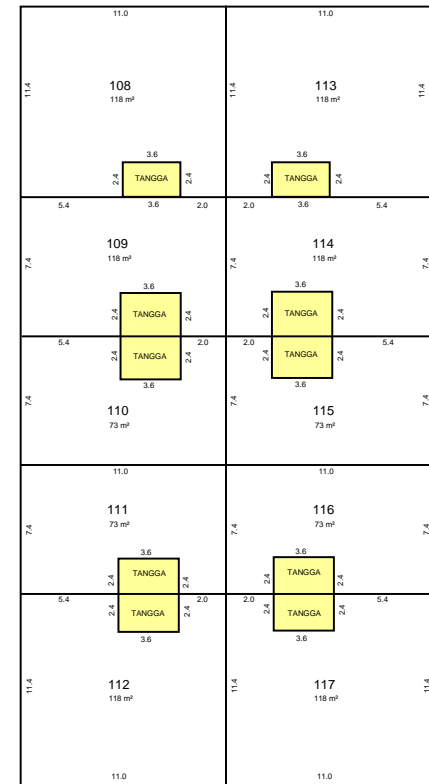 11.0 11.0
11.4 108 11.4 113 11.4
118 m² 118 m²
3.6 3.6
2.4 TANGGA 2.4 2.4 TANGGA 2.4
5.4 3.6 2.0 2.0 3.6 5.4
109 114
7.4 118 m² 7.4 118 m² 7.4
3.6 3.6
2.4 TANGGA 2.4 2.4 TANGGA 2.4
5.4 2.0 2.0 5.4
2.4 TANGGA 2.4 2.4 TANGGA 2.4
3.6 3.6
7.4 110 7.4 115 7.4
73 m² 73 m²
11.0 11.0
111 116
7.4 73 m² 7.4 73 m² 7.4
3.6 3.6
2.4 TANGGA 2.4 2.4 TANGGA 2.4
5.4 2.0 2.0 5.4
2.4 TANGGA 2.4 2.4 TANGGA 2.4
3.6 3.6
11.4 112 11.4 117 11.4
118 m² 118 m²
11.0 11.0